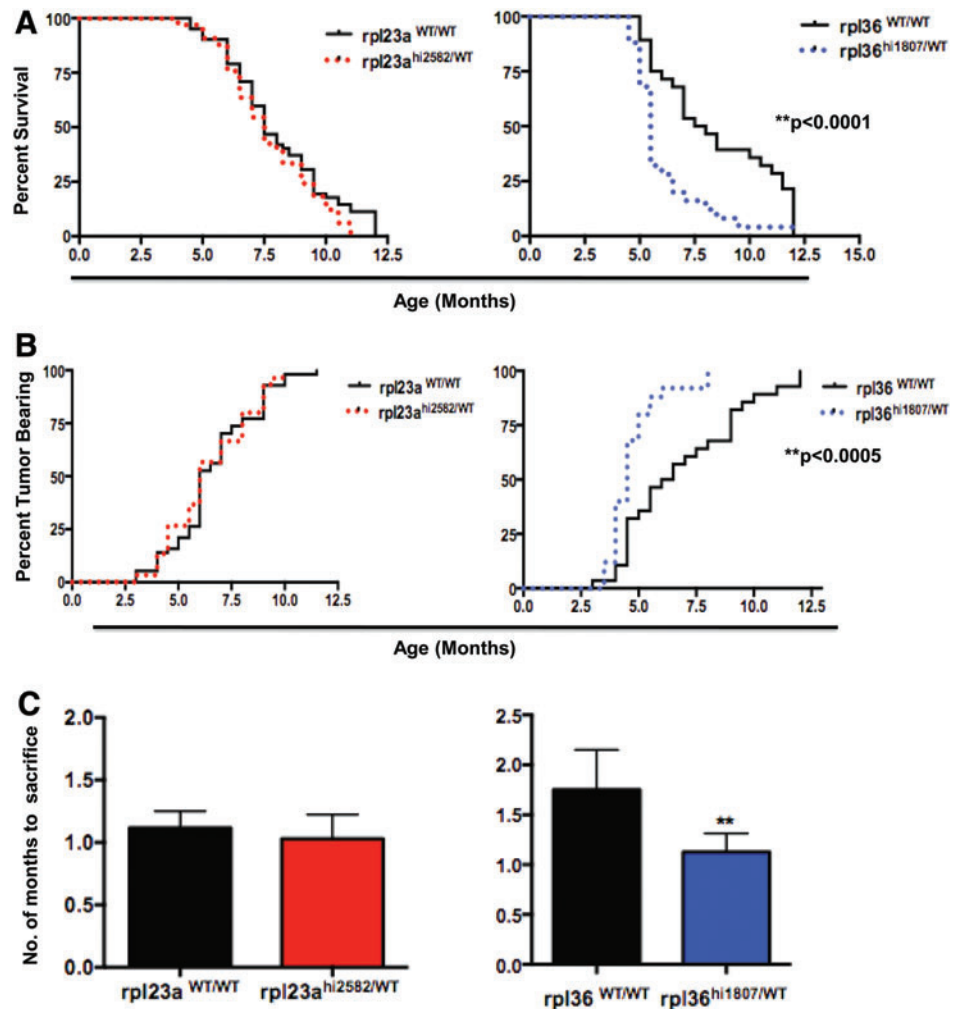 A
Percent Survival
100
75
50
25
0
0.0 2.5 5.0 7.5 10.0 12.5
rpl23a WT/WT
rpl23a hi2582/WT
100
75
50
25
0
0.0 2.5 5.0 7.5 10.0 12.5 15.0
rpl36 WT/WT
rpl36 hi1807/WT
**p<0.0001
Age (Months)
B
Percent Tumor Bearing
100
75
50
25
0
0.0 2.5 5.0 7.5 10.0 12.5
rpl23a WT/WT
rpl23a hi2582/WT
100
75
50
25
0
0.0 2.5 5.0 7.5 10.0 12.5
rpl36 WT/WT
rpl36 hi1807/WT
**p<0.0005
Age (Months)
C
No. of months to sacrifice
2.0
1.5
1.0
0.5
0.0
rpl23a WT/WT rpl23a hi2582/WT
2.5
2.0
1.5
1.0
0.5
0.0
**
rpl36 WT/WT rpl36 hi1807/WT